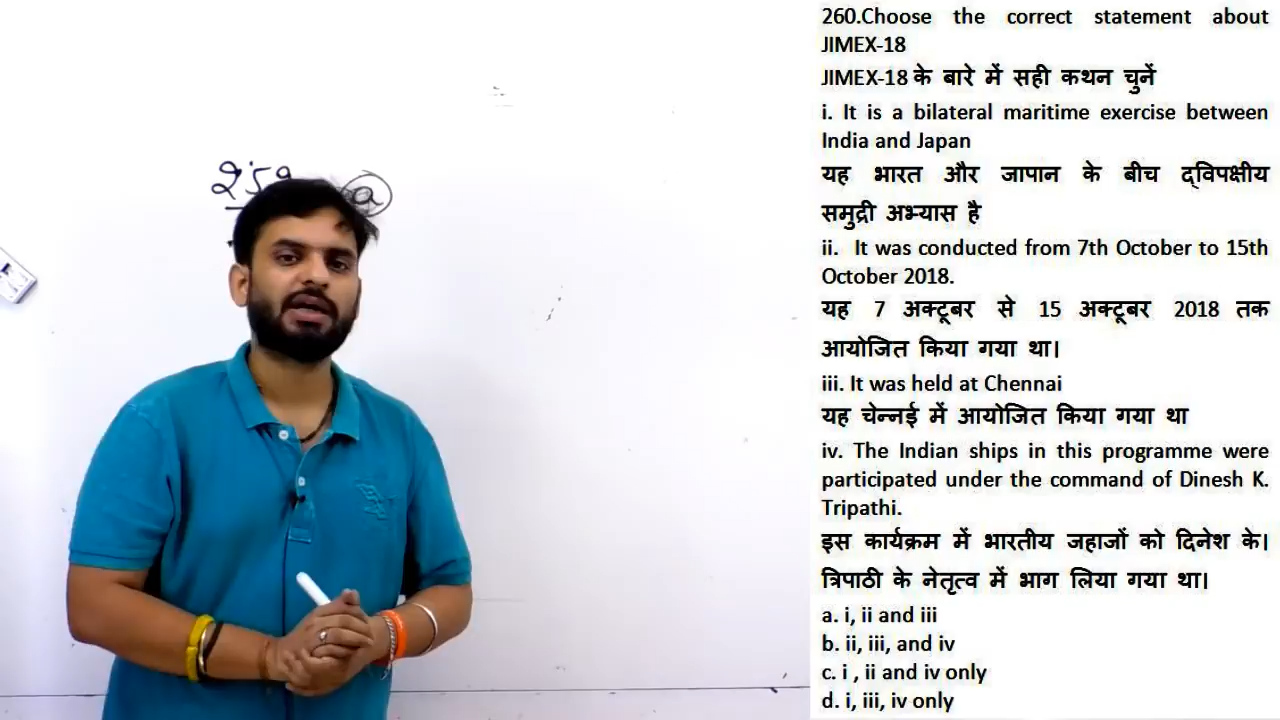 259
a
260.Choose the correct statement about
JIMEX-18
JIMEX-18 के बारे में सही कथन चुनें
i. It is a bilateral maritime exercise between
India and Japan
यह भारत और जापान के बीच द्विपक्षीय
समुद्री अभ्यास है
ii. It was conducted from 7th October to 15th
October 2018.
यह 7 अक्टूबर से 15 अक्टूबर 2018 तक
आयोजित किया गया था।
iii. It was held at Chennai
यह चेन्नई में आयोजित किया गया था
iv. The Indian ships in this programme were
participated under the command of Dinesh K.
Tripathi.
इस कार्यक्रम में भारतीय जहाजों को दिनेश के।
त्रिपाठी के नेतृत्व में भाग लिया गया था।
a. i, ii and iii
b. ii, iii, and iv
c. i , ii and iv only
d. i, iii, iv only